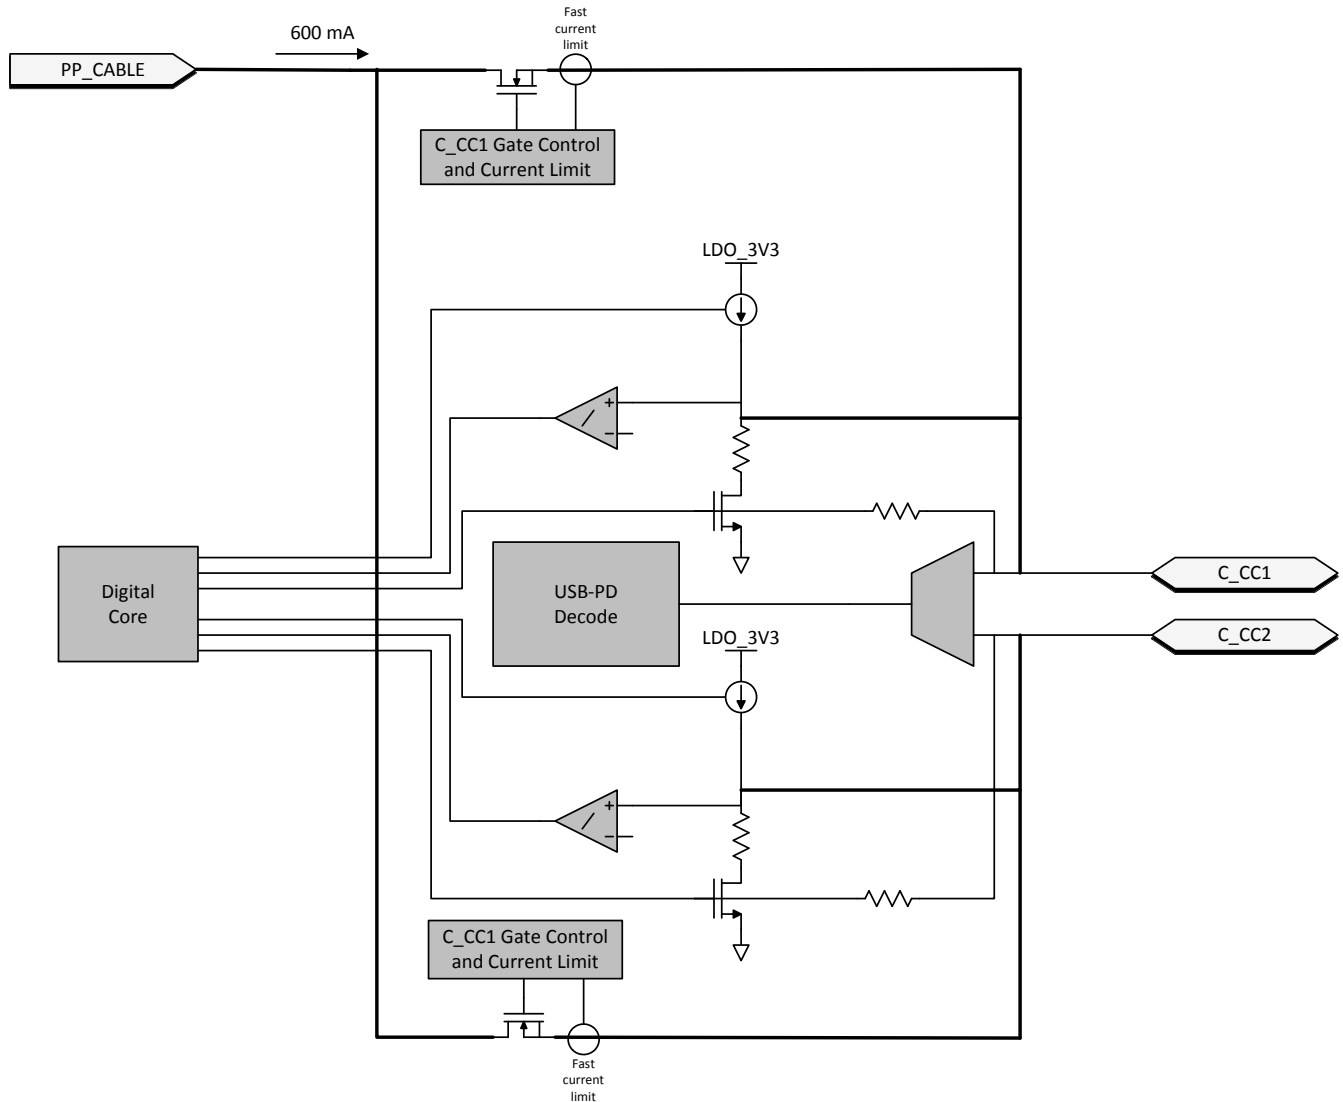 600 mA
Fast
current
limit
PP_CABLE
C_CC1 Gate Control
and Current Limit
LDO_3V3
+
−
Digital
Core
USB-PD
Decode
C_CC1
C_CC2
LDO_3V3
+
−
C_CC1 Gate Control
and Current Limit
Fast
current
limit